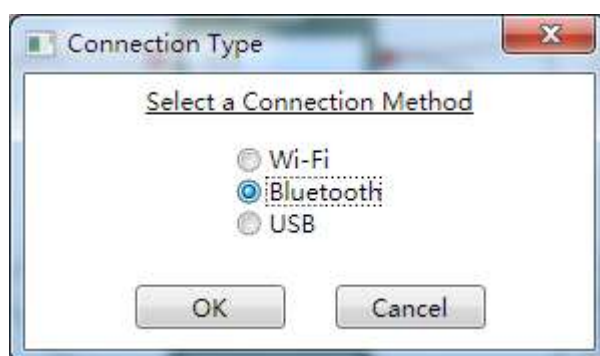 Connection Type
Select a Connection Method
Wi-Fi
Bluetooth
USB
OK Cancel